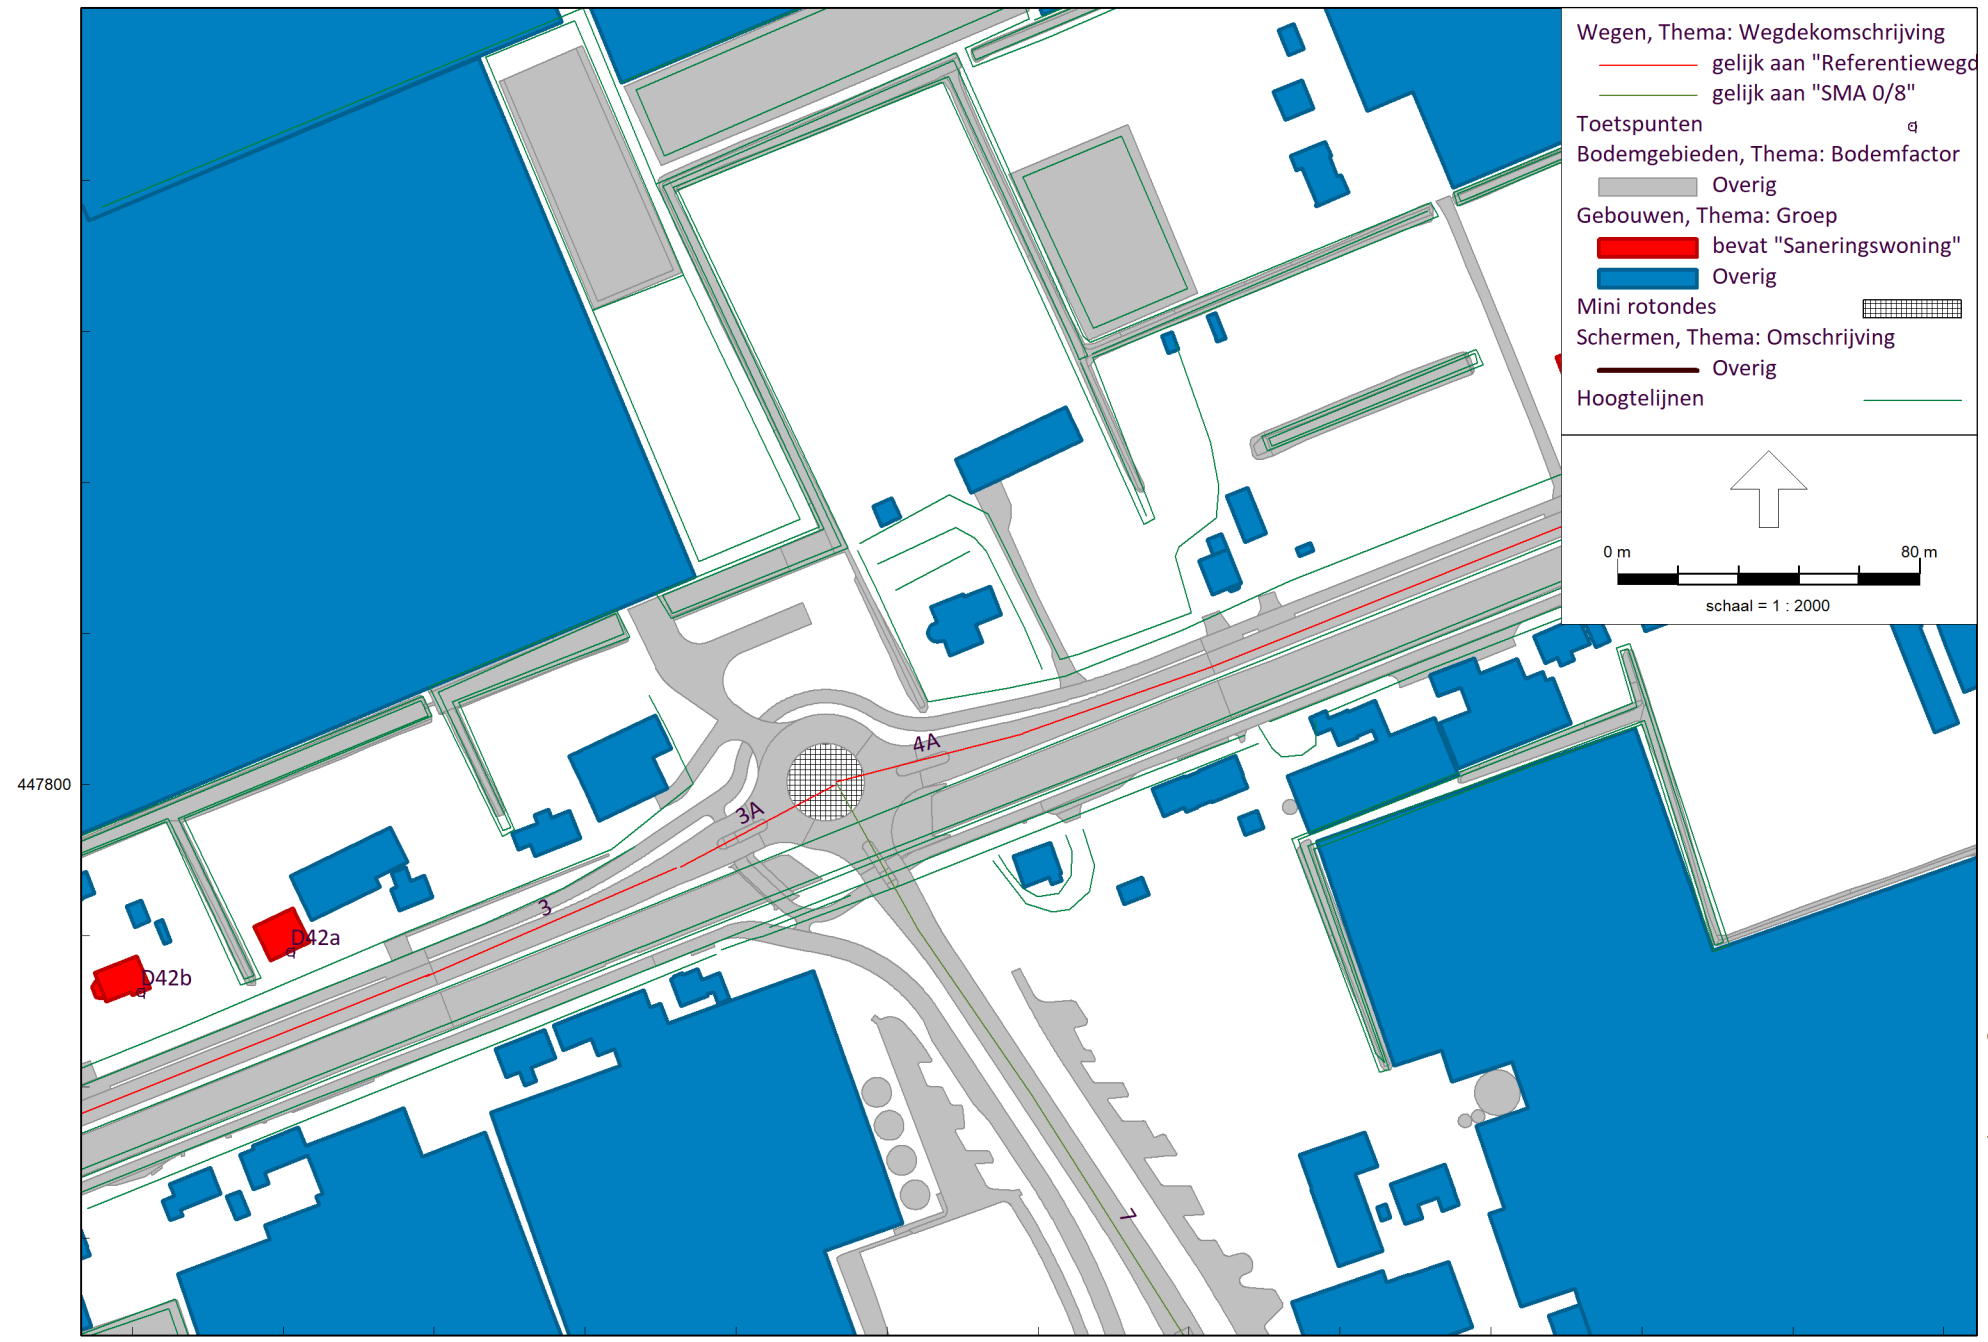 Wegen, Thema: Wegdekomschrijving
gelijk aan "Referentiewegd
gelijk aan "SMA 0/8"
Toetspunten
Bodemgebieden, Thema: Bodemfactor
Overig
Gebouwen, Thema: Groep
bevat "Saneringswoning"
Overig
Mini rotondes
Schermen, Thema: Omschrijving
Overig
Hoogtelijnen
0 m 80 m
schaal = 1 : 2000
4A
447800
3A
3
D42a
D42b
7